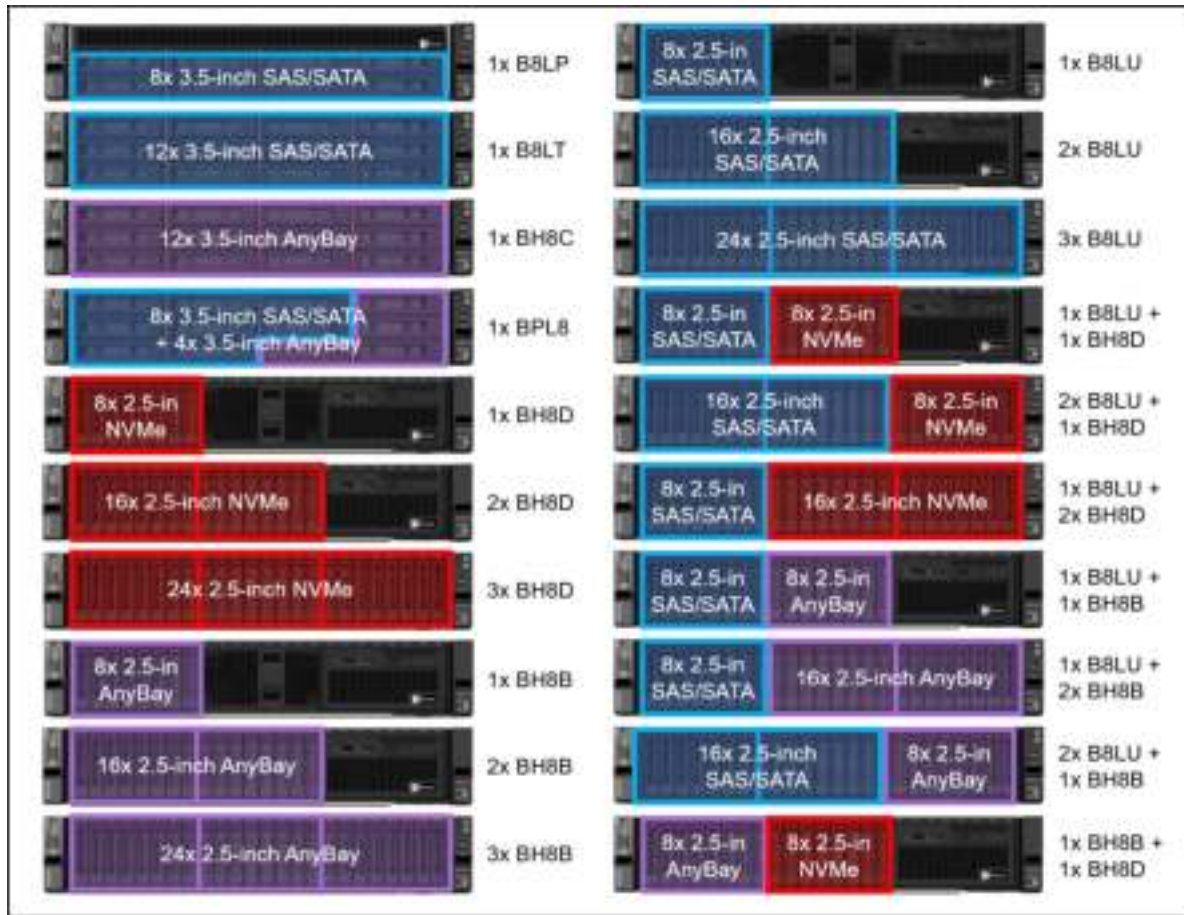 8x 3.5-inch SAS/SATA
1x B8LP
12x 3.5-inch SAS/SATA
1x B8LT
12x 3.5-inch AnyBay
1x BH8C
8x 3.5-inch SAS/SATA
+ 4x 3.5-inch AnyBay
1x BPL8
8x 2.5-in
NVMe
1x BH8D
16x 2.5-inch NVMe
2x BH8D
24x 2.5-inch NVMe
3x BH8D
8x 2.5-in
AnyBay
1x BH8B
16x 2.5-inch AnyBay
2x BH8B
24x 2.5-inch AnyBay
3x BH8B
8x 2.5-in
SAS/SATA
1x B8LU
16x 2.5-inch
SAS/SATA
2x B8LU
24x 2.5-inch SAS/SATA
3x B8LU
8x 2.5-in
SAS/SATA
8x 2.5-in
NVMe
1x B8LU +
1x BH8D
16x 2.5-inch
SAS/SATA
8x 2.5-in
NVMe
2x B8LU +
1x BH8D
8x 2.5-in
SAS/SATA
16x 2.5-inch NVMe
1x B8LU +
2x BH8D
8x 2.5-in
SAS/SATA
8x 2.5-in
AnyBay
1x B8LU +
1x BH8B
8x 2.5-in
SAS/SATA
16x 2.5-inch AnyBay
1x B8LU +
2x BH8B
16x 2.5-inch
SAS/SATA
8x 2.5-in
AnyBay
2x B8LU +
1x BH8B
8x 2.5-in
AnyBay
8x 2.5-in
NVMe
1x BH8B +
1x BH8D